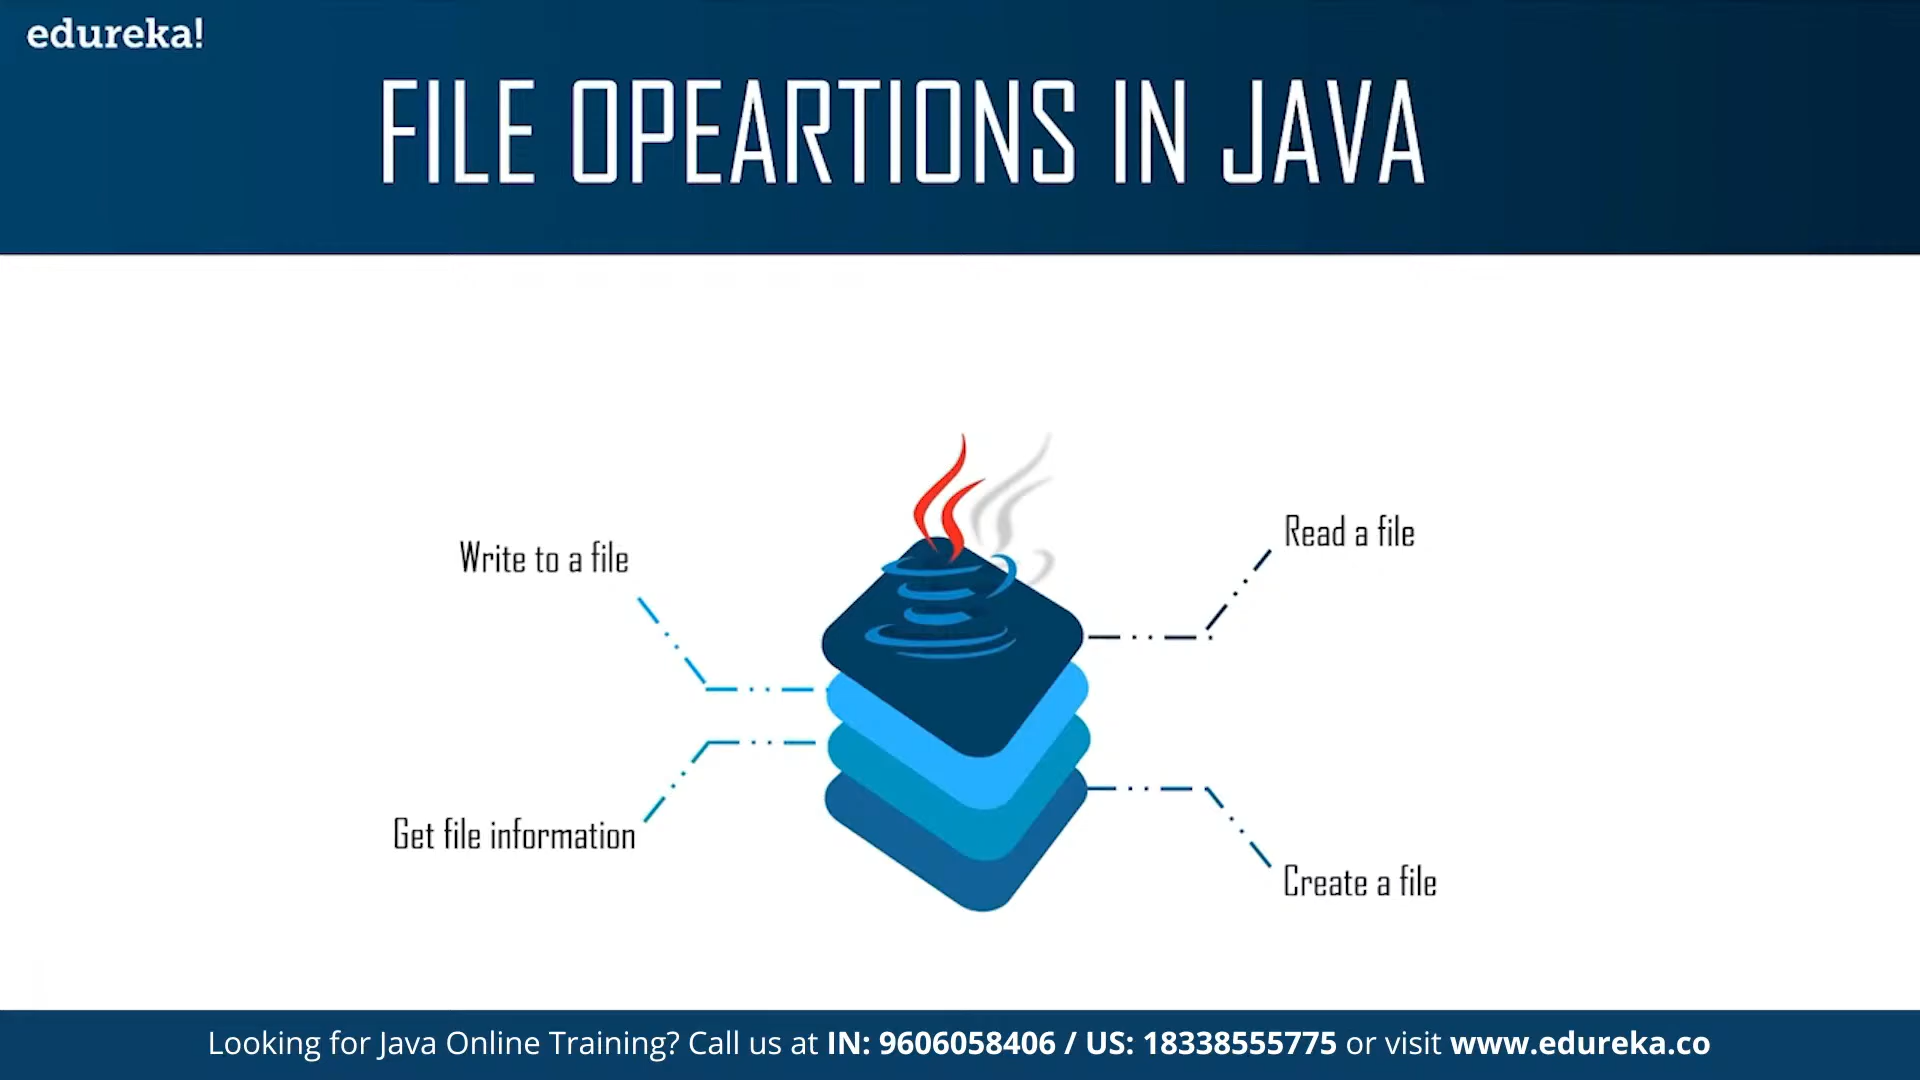 edureka!
FILE OPEARTIONS IN JAVA
Read a file
Write to a file
Get file information
Create a file
Looking for Java Online Training? Call us at IN: 9606058406 / US: 18338555775 or visit www.edureka.co